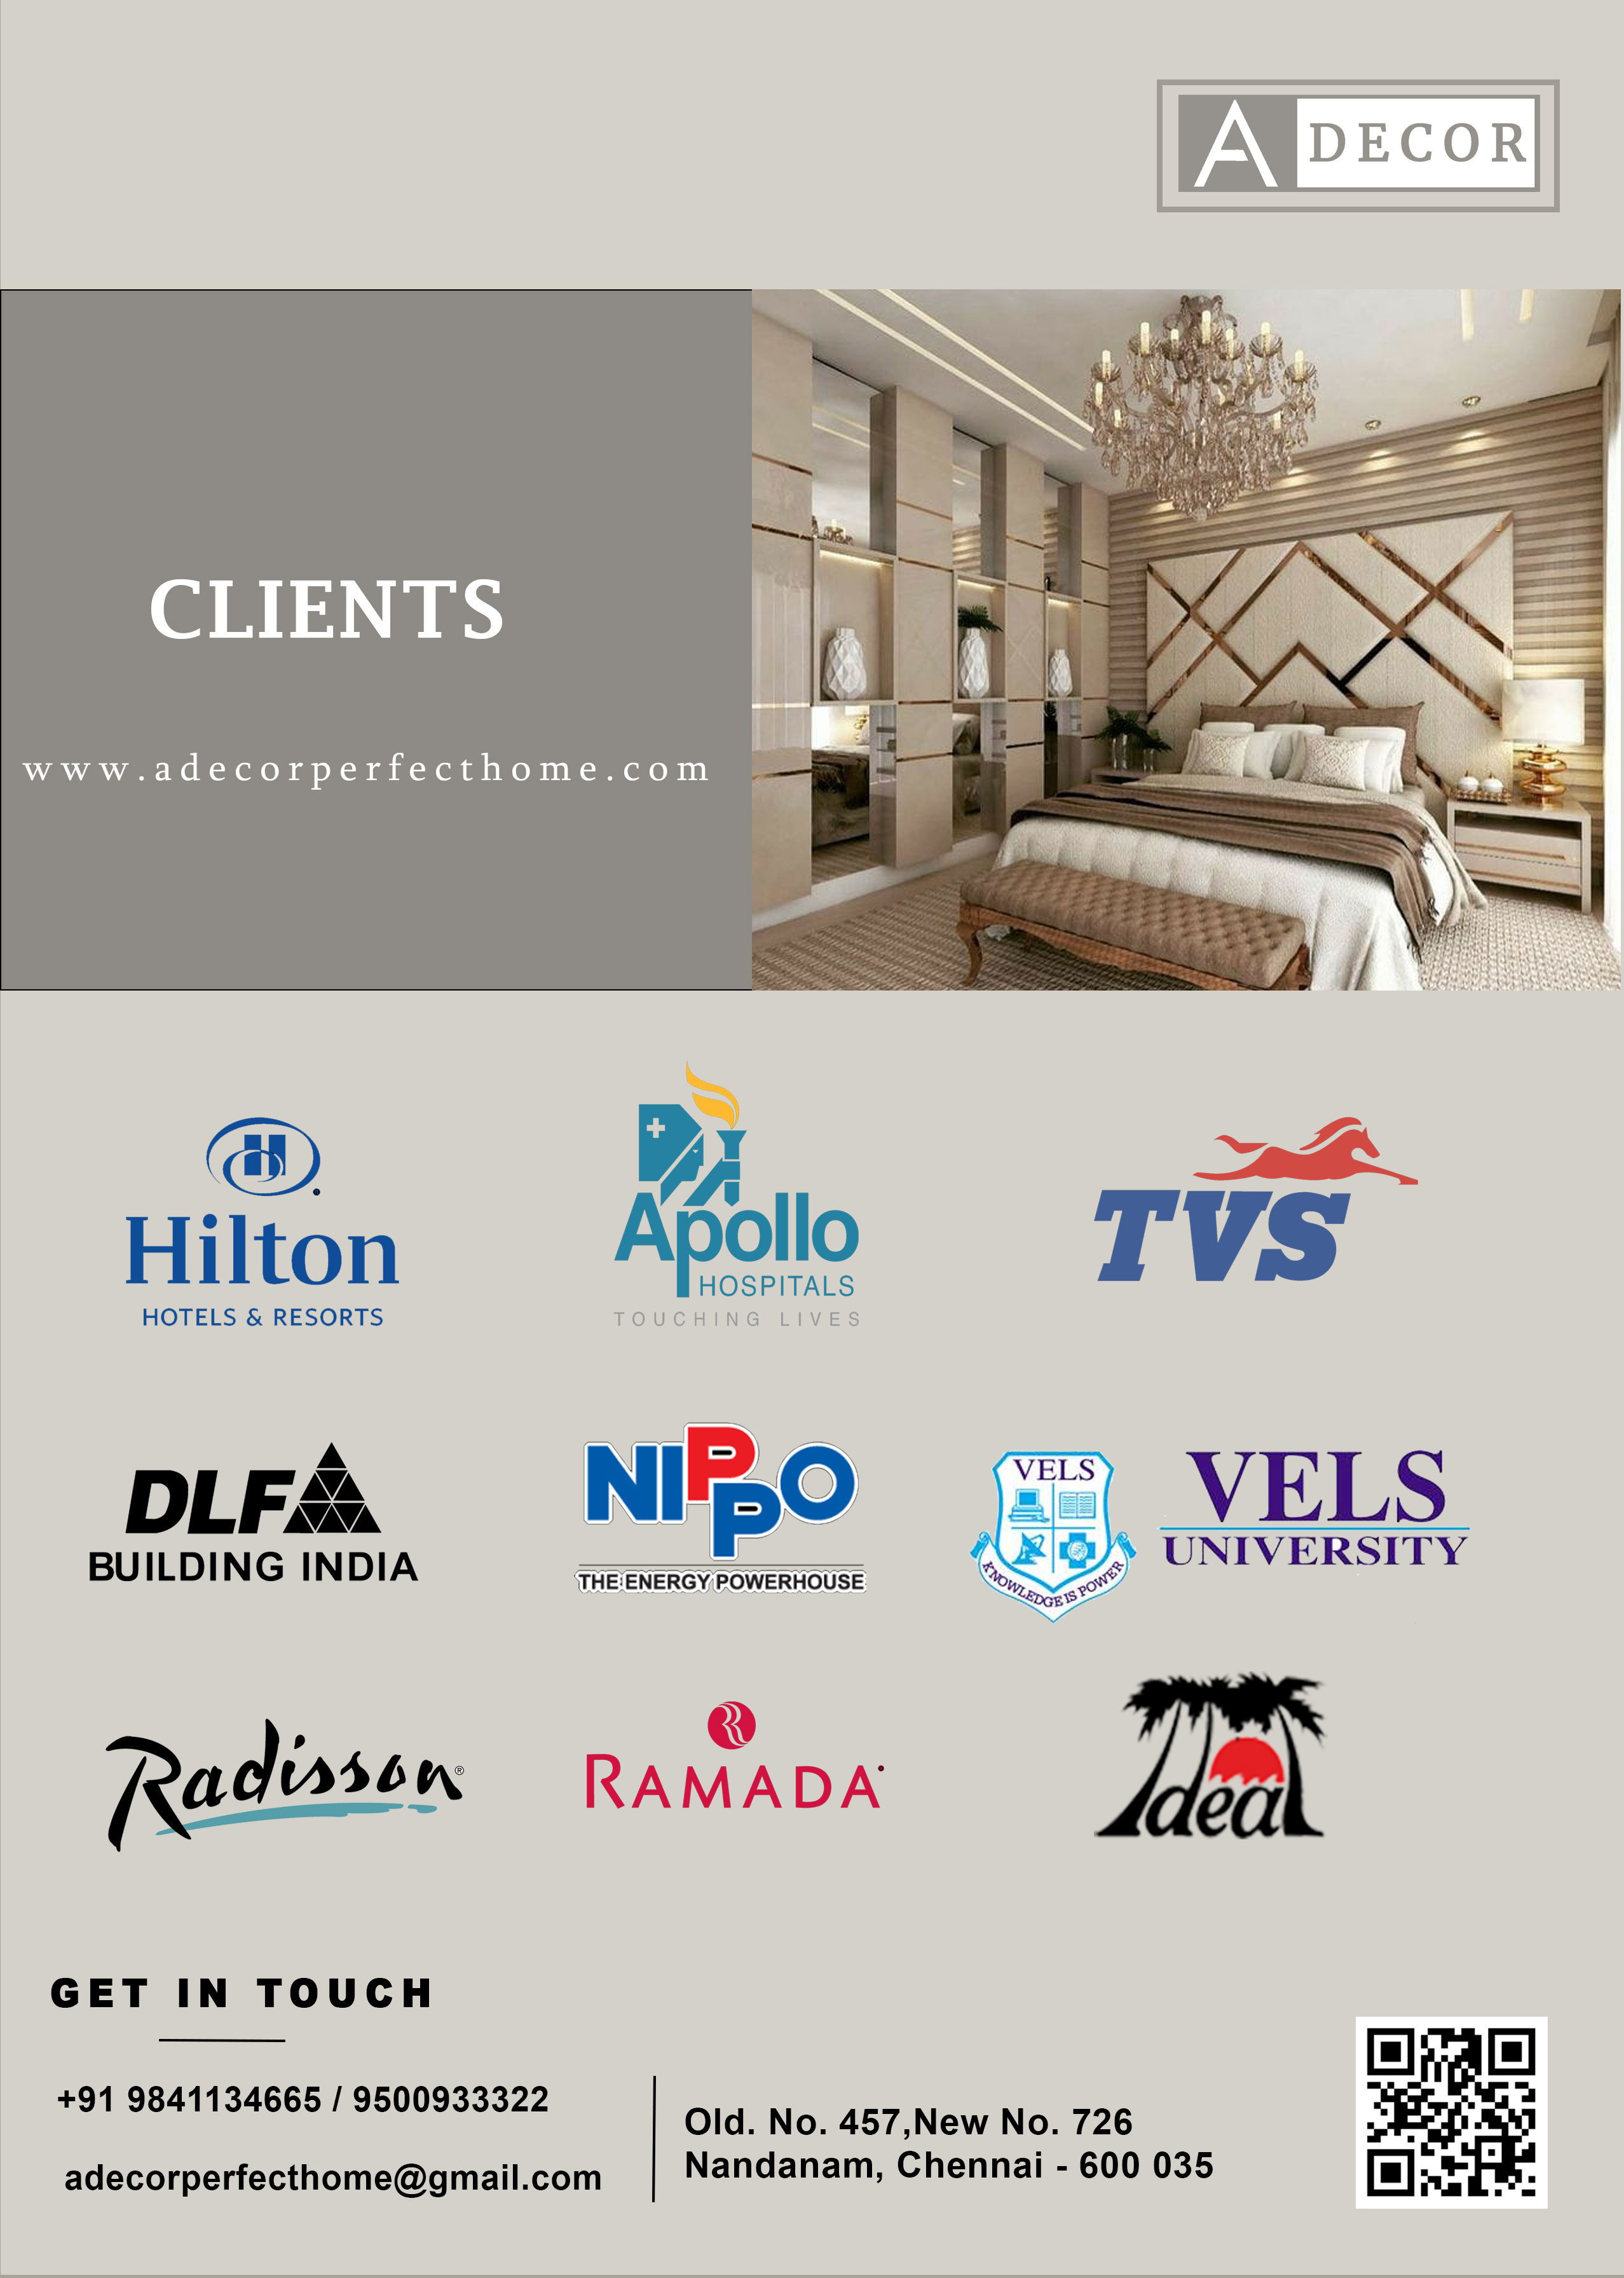 A DECOR
CLIENTS
www.adecorperfecthome.com
Hilton
HOTELS & RESORTS
Apollo
HOSPITALS
TOUCHING LIVES
TVS
DLF
BUILDING INDIA
NIPPO
THE ENERGY POWERHOUSE
VELS
KNOWLEDGE IS POWER
VELS
UNIVERSITY
Radisson®
RAMADA
Ideal
GET IN TOUCH
+91 9841134665 / 9500933322
adecorperfecthome@gmail.com
Old. No. 457,New No. 726
Nandanam, Chennai - 600 035